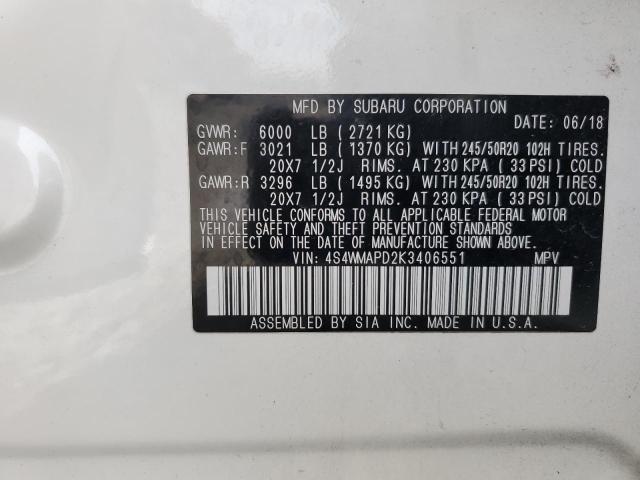 MFD BY SUBARU CORPORATION
DATE: 06/18
GVWR: 6000 LB ( 2721 KG)
GAWR:F 3021 LB ( 1370 KG) WITH 245/50R20 102H TIRES.
20X7 1/2J RIMS. AT 230 KPA ( 33 PSI) COLD
GAWR:R 3296 LB ( 1495 KG) WITH 245/50R20 102H TIRES.
20X7 1/2J RIMS. AT 230 KPA ( 33 PSI) COLD
THIS VEHICLE CONFORMS TO ALL APPLICABLE FEDERAL MOTOR
VEHICLE SAFETY AND THEFT PREVENTION STANDARDS IN EFFECT
ON THE DATE OF MANUFACTURE SHOWN ABOVE.
VIN: 4S4WMAPD2K3406551 MPV
ASSEMBLED BY SIA INC. MADE IN U.S.A.